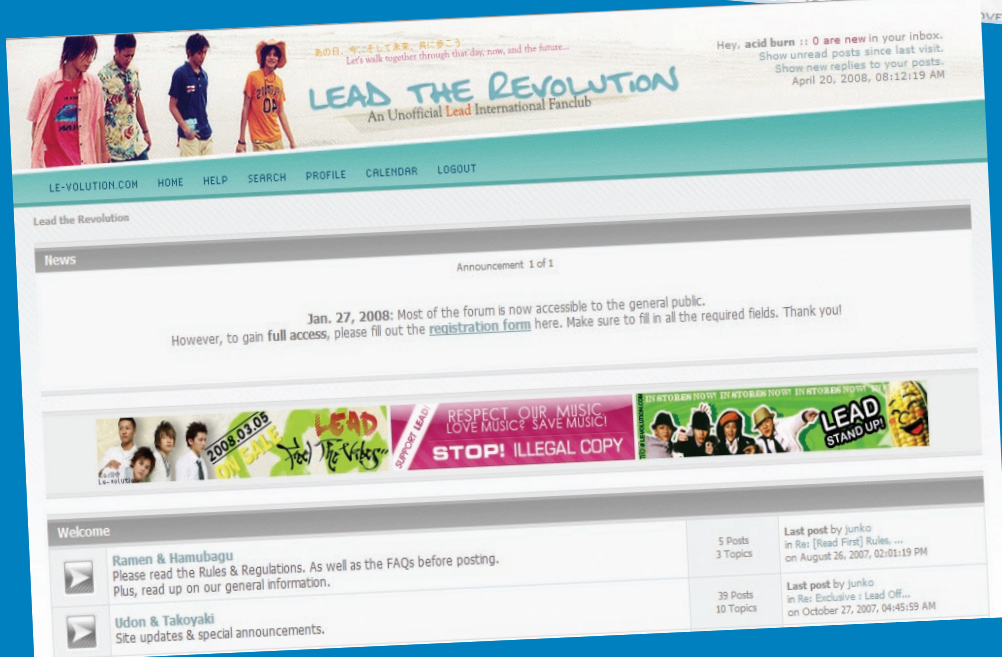 あの日、今、そして未来、共に歩こう
Let's walk together through that day, now, and the future...
LEAD THE REVOLUTION
An Unofficial Lead International Fanclub
Hey, acid burn :: 0 are new in your inbox.
Show unread posts since last visit.
Show new replies to your posts.
April 20, 2008, 08:12:19 AM
LE-VOLUTION.COM HOME HELP SEARCH PROFILE CALENDAR LOGOUT
Lead the Revolution
News
Announcement 1 of 1
Jan. 27, 2008: Most of the forum is now accessible to the general public.
However, to gain full access, please fill out the registration form here. Make sure to fill in all the required fields. Thank you!
2008.03.05
ON SALE
LEAD
Feel The Vibes
Le-volution
SUPPORT LEAD!
RESPECT OUR MUSIC
LOVE MUSIC? SAVE MUSIC!
STOP! ILLEGAL COPY
IN STORES NOW! IN STORES NOW! IN STORES NOW! IN
LEAD
STAND UP!
Welcome
Ramen & Hamubagu
Please read the Rules & Regulations. As well as the FAQs before posting.
Plus, read up on our general information.
5 Posts
3 Topics
Last post by junko
in Re: [Read First] Rules, ...
on August 26, 2007, 02:01:19 PM
Udon & Takoyaki
Site updates & special announcements.
39 Posts
10 Topics
Last post by junko
in Re: Exclusive : Lead Off...
on October 27, 2007, 04:45:59 AM